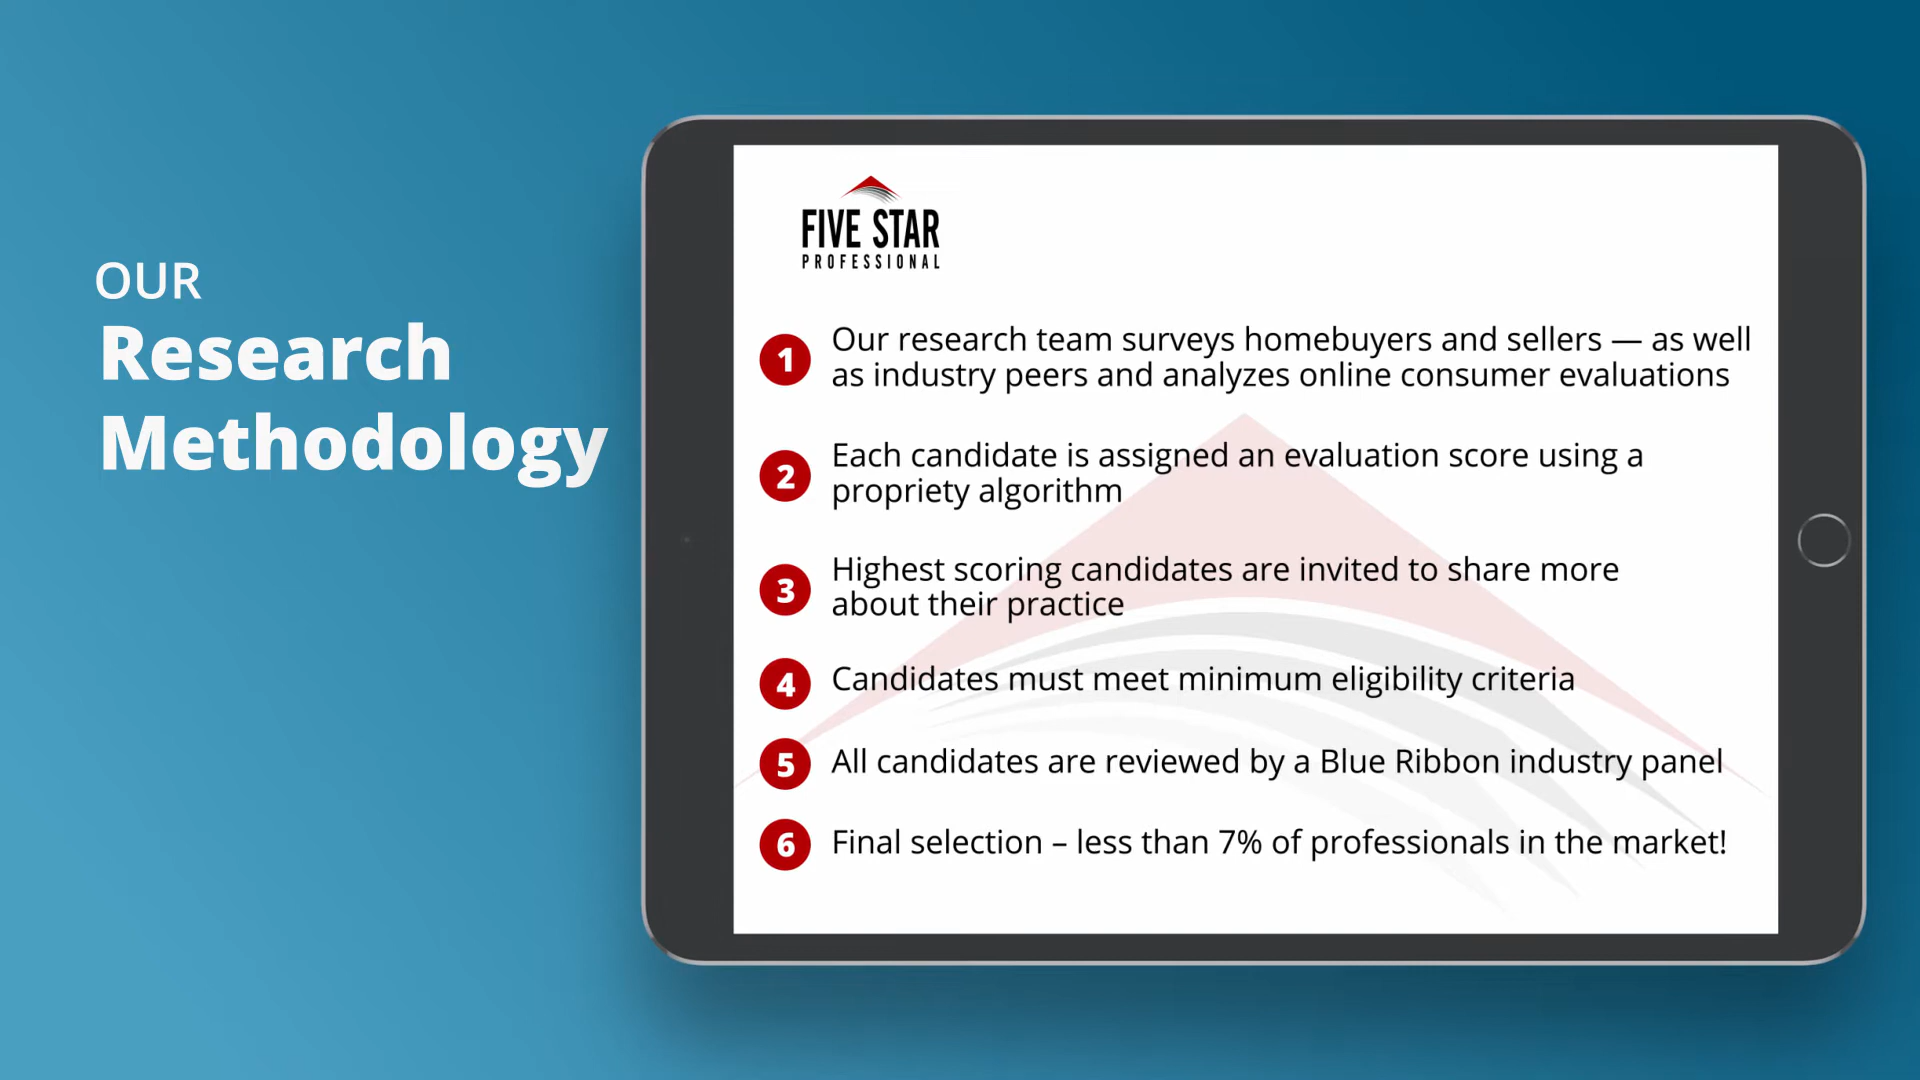 OUR
Research
Methodology
FIVE STAR
PROFESSIONAL
1 Our research team surveys homebuyers and sellers — as well
as industry peers and analyzes online consumer evaluations
2 Each candidate is assigned an evaluation score using a
propriety algorithm
3 Highest scoring candidates are invited to share more
about their practice
4 Candidates must meet minimum eligibility criteria
5 All candidates are reviewed by a Blue Ribbon industry panel
6 Final selection – less than 7% of professionals in the market!